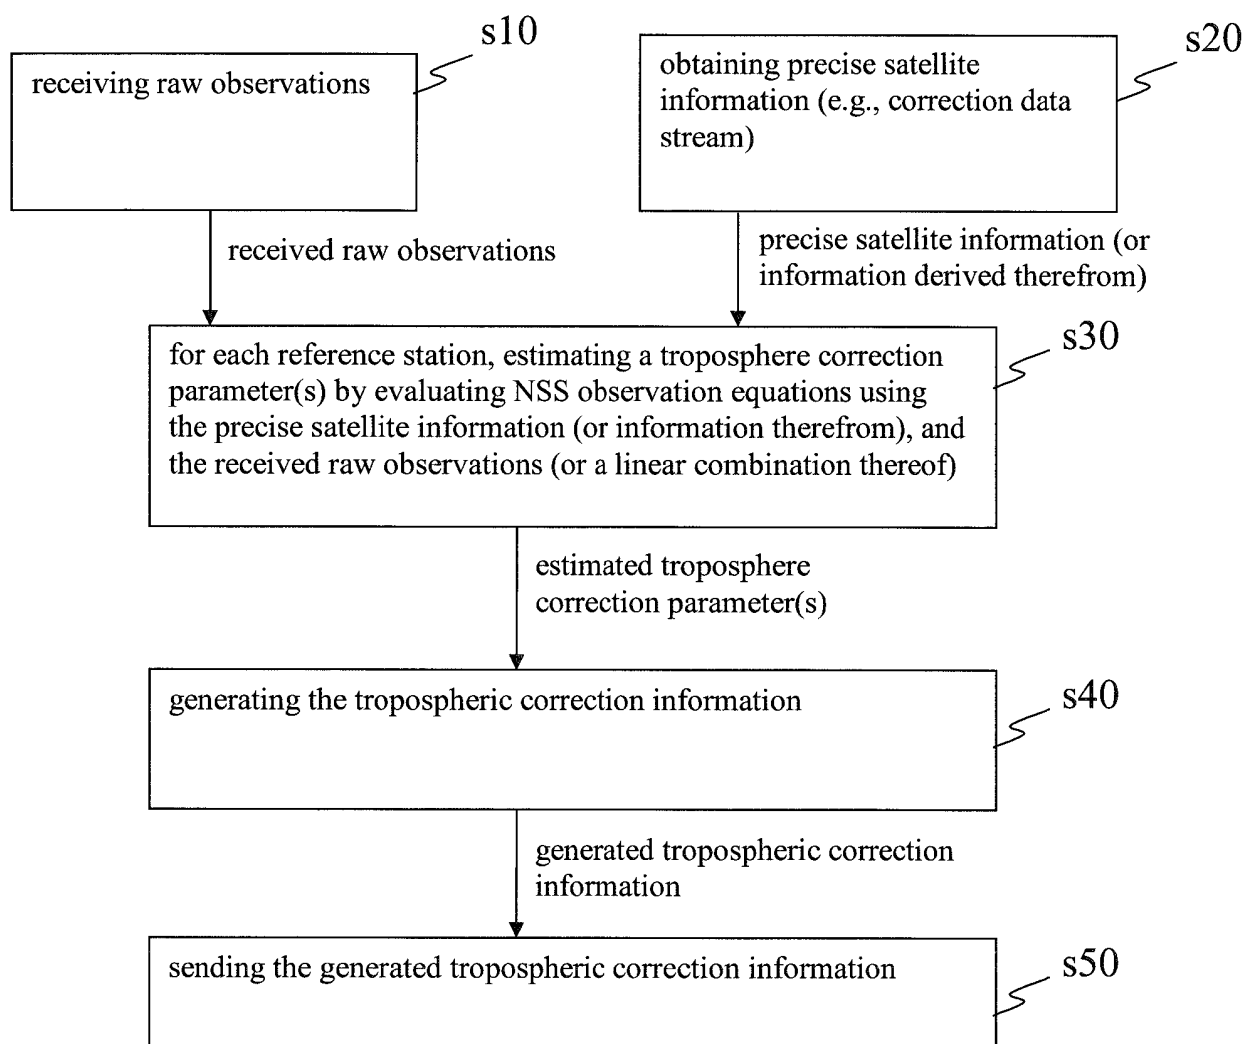 s10
receiving raw observations
s20
obtaining precise satellite
information (e.g., correction data
stream)
received raw observations
precise satellite information (or
information derived therefrom)
s30
for each reference station, estimating a troposphere correction
parameter(s) by evaluating NSS observation equations using
the precise satellite information (or information therefrom), and
the received raw observations (or a linear combination thereof)
estimated troposphere
correction parameter(s)
s40
generating the tropospheric correction information
generated tropospheric correction
information
s50
sending the generated tropospheric correction information